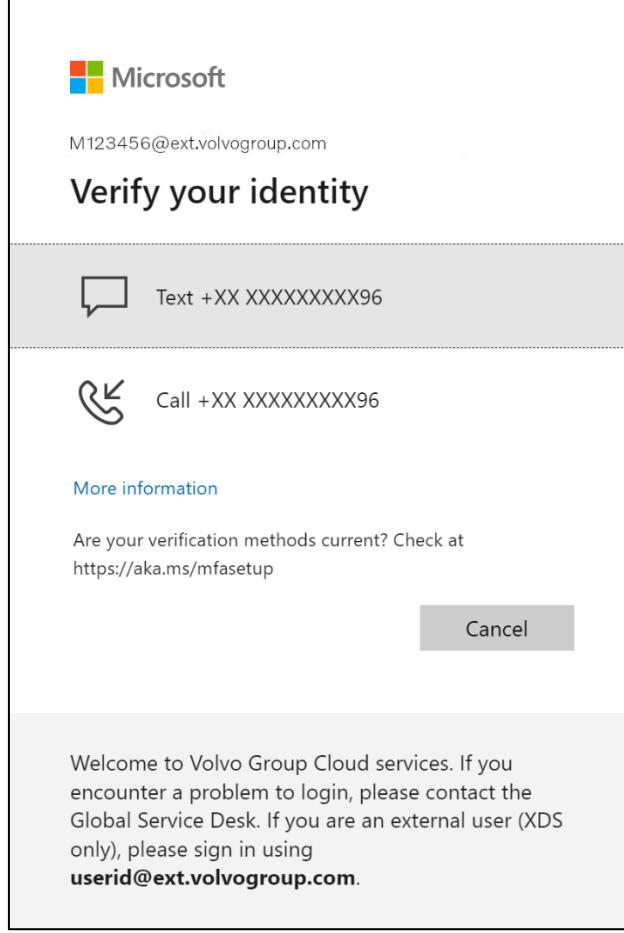 Microsoft
M123456@ext.volvogroup.com
Verify your identity
Text +XX XXXXXXXXX96
Call +XX XXXXXXXXX96
More information
Are your verification methods current? Check at
https://aka.ms/mfasetup
Cancel
Welcome to Volvo Group Cloud services. If you
encounter a problem to login, please contact the
Global Service Desk. If you are an external user (XDS
only), please sign in using
userid@ext.volvogroup.com.